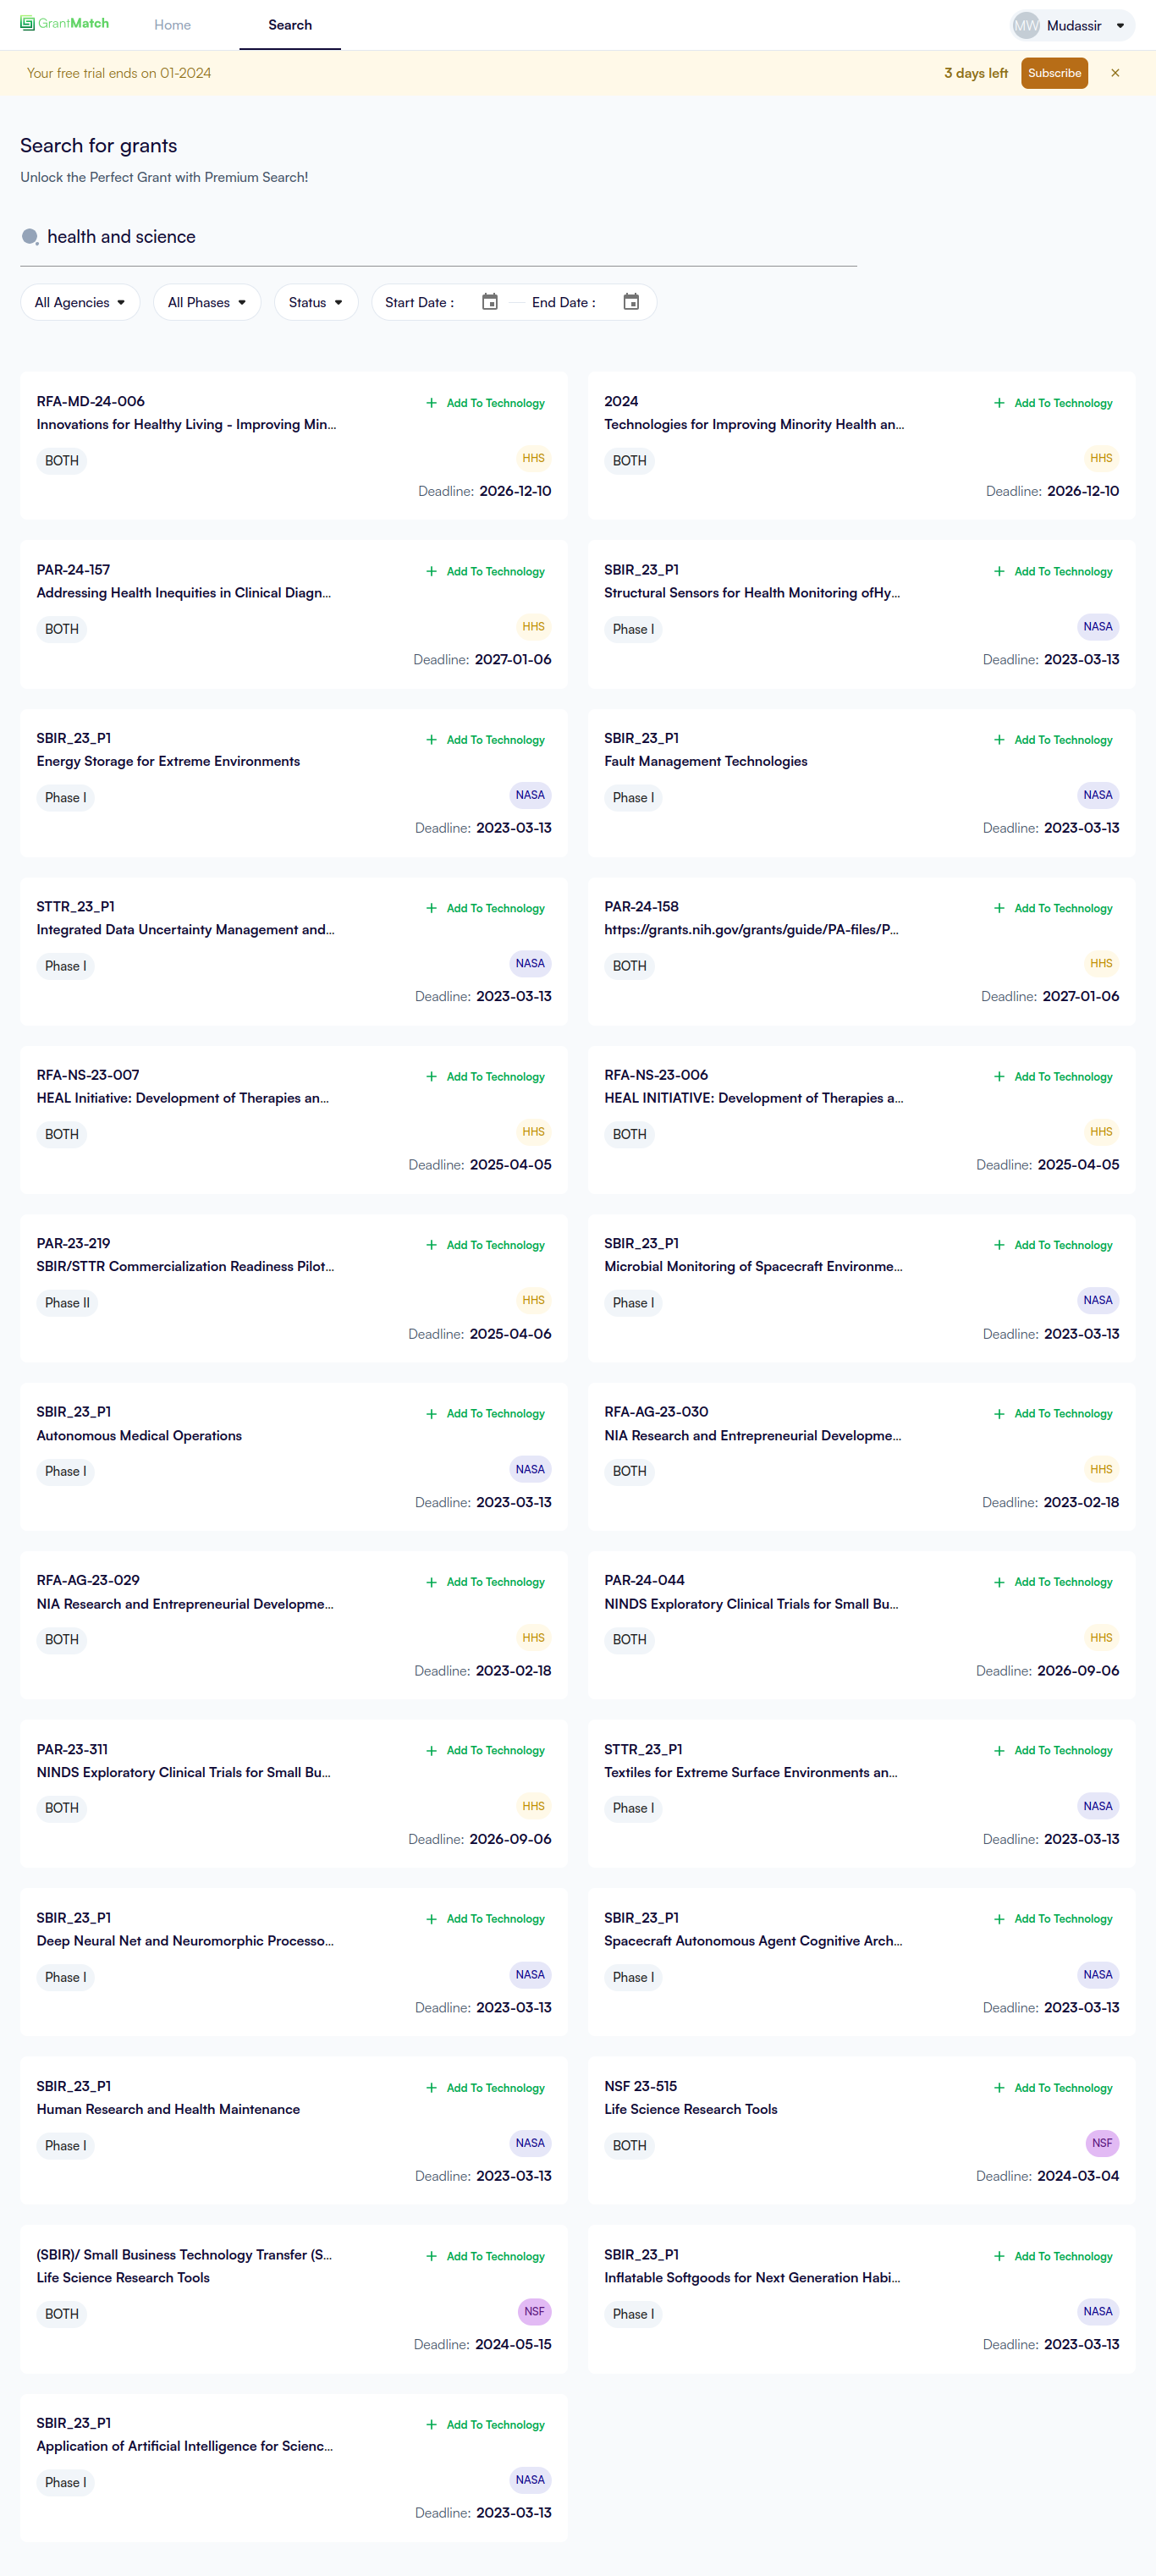 GrantMatch
Home
Search
MW
Mudassir
Your free trial ends on 01-2024
3 days left
Subscribe
Search for grants
Unlock the Perfect Grant with Premium Search!
health and science
All Agencies
All Phases
Status
Start Date :
End Date :
RFA-MD-24-006
Add To Technology
Innovations for Healthy Living - Improving Min...
BOTH
HHS
Deadline: 2026-12-10
2024
Add To Technology
Technologies for Improving Minority Health an...
BOTH
HHS
Deadline: 2026-12-10
PAR-24-157
Add To Technology
Addressing Health Inequities in Clinical Diagn...
BOTH
HHS
Deadline: 2027-01-06
SBIR_23_P1
Add To Technology
Structural Sensors for Health Monitoring ofHy...
Phase I
NASA
Deadline: 2023-03-13
SBIR_23_P1
Add To Technology
Energy Storage for Extreme Environments
Phase I
NASA
Deadline: 2023-03-13
SBIR_23_P1
Add To Technology
Fault Management Technologies
Phase I
NASA
Deadline: 2023-03-13
STTR_23_P1
Add To Technology
Integrated Data Uncertainty Management and...
Phase I
NASA
Deadline: 2023-03-13
PAR-24-158
Add To Technology
https://grants.nih.gov/grants/guide/PA-files/P...
BOTH
HHS
Deadline: 2027-01-06
RFA-NS-23-007
Add To Technology
HEAL Initiative: Development of Therapies an...
BOTH
HHS
Deadline: 2025-04-05
RFA-NS-23-006
Add To Technology
HEAL INITIATIVE: Development of Therapies a...
BOTH
HHS
Deadline: 2025-04-05
PAR-23-219
Add To Technology
SBIR/STTR Commercialization Readiness Pilot...
Phase II
HHS
Deadline: 2025-04-06
SBIR_23_P1
Add To Technology
Microbial Monitoring of Spacecraft Environme...
Phase I
NASA
Deadline: 2023-03-13
SBIR_23_P1
Add To Technology
Autonomous Medical Operations
Phase I
NASA
Deadline: 2023-03-13
RFA-AG-23-030
Add To Technology
NIA Research and Entrepreneurial Developme...
BOTH
HHS
Deadline: 2023-02-18
RFA-AG-23-029
Add To Technology
NIA Research and Entrepreneurial Developme...
BOTH
HHS
Deadline: 2023-02-18
PAR-24-044
Add To Technology
NINDS Exploratory Clinical Trials for Small Bu...
BOTH
HHS
Deadline: 2026-09-06
PAR-23-311
Add To Technology
NINDS Exploratory Clinical Trials for Small Bu...
BOTH
HHS
Deadline: 2026-09-06
STTR_23_P1
Add To Technology
Textiles for Extreme Surface Environments an...
Phase I
NASA
Deadline: 2023-03-13
SBIR_23_P1
Add To Technology
Deep Neural Net and Neuromorphic Processo...
Phase I
NASA
Deadline: 2023-03-13
SBIR_23_P1
Add To Technology
Spacecraft Autonomous Agent Cognitive Arch...
Phase I
NASA
Deadline: 2023-03-13
SBIR_23_P1
Add To Technology
Human Research and Health Maintenance
Phase I
NASA
Deadline: 2023-03-13
NSF 23-515
Add To Technology
Life Science Research Tools
BOTH
NSF
Deadline: 2024-03-04
(SBIR)/ Small Business Technology Transfer (S...
Add To Technology
Life Science Research Tools
BOTH
NSF
Deadline: 2024-05-15
SBIR_23_P1
Add To Technology
Inflatable Softgoods for Next Generation Habi...
Phase I
NASA
Deadline: 2023-03-13
SBIR_23_P1
Add To Technology
Application of Artificial Intelligence for Scienc...
Phase I
NASA
Deadline: 2023-03-13